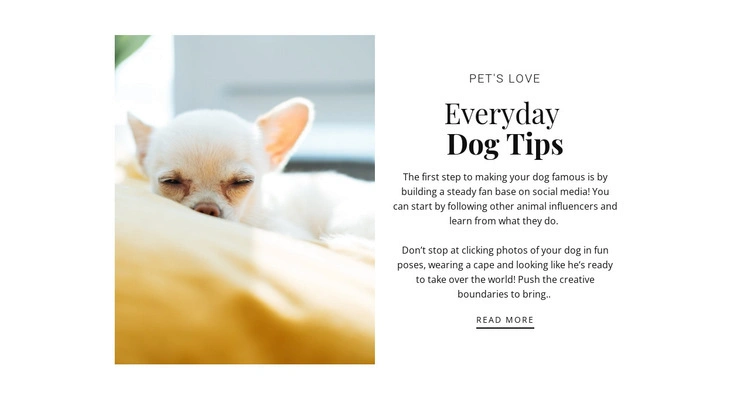 PET'S LOVE
Everyday
Dog Tips
The first step to making your dog famous is by
building a steady fan base on social media! You
can start by following other animal influencers and
learn from what they do.
Don't stop at clicking photos of your dog in fun
poses, wearing a cape and looking like he's ready
to take over the world! Push the creative
boundaries to bring..
READ MORE